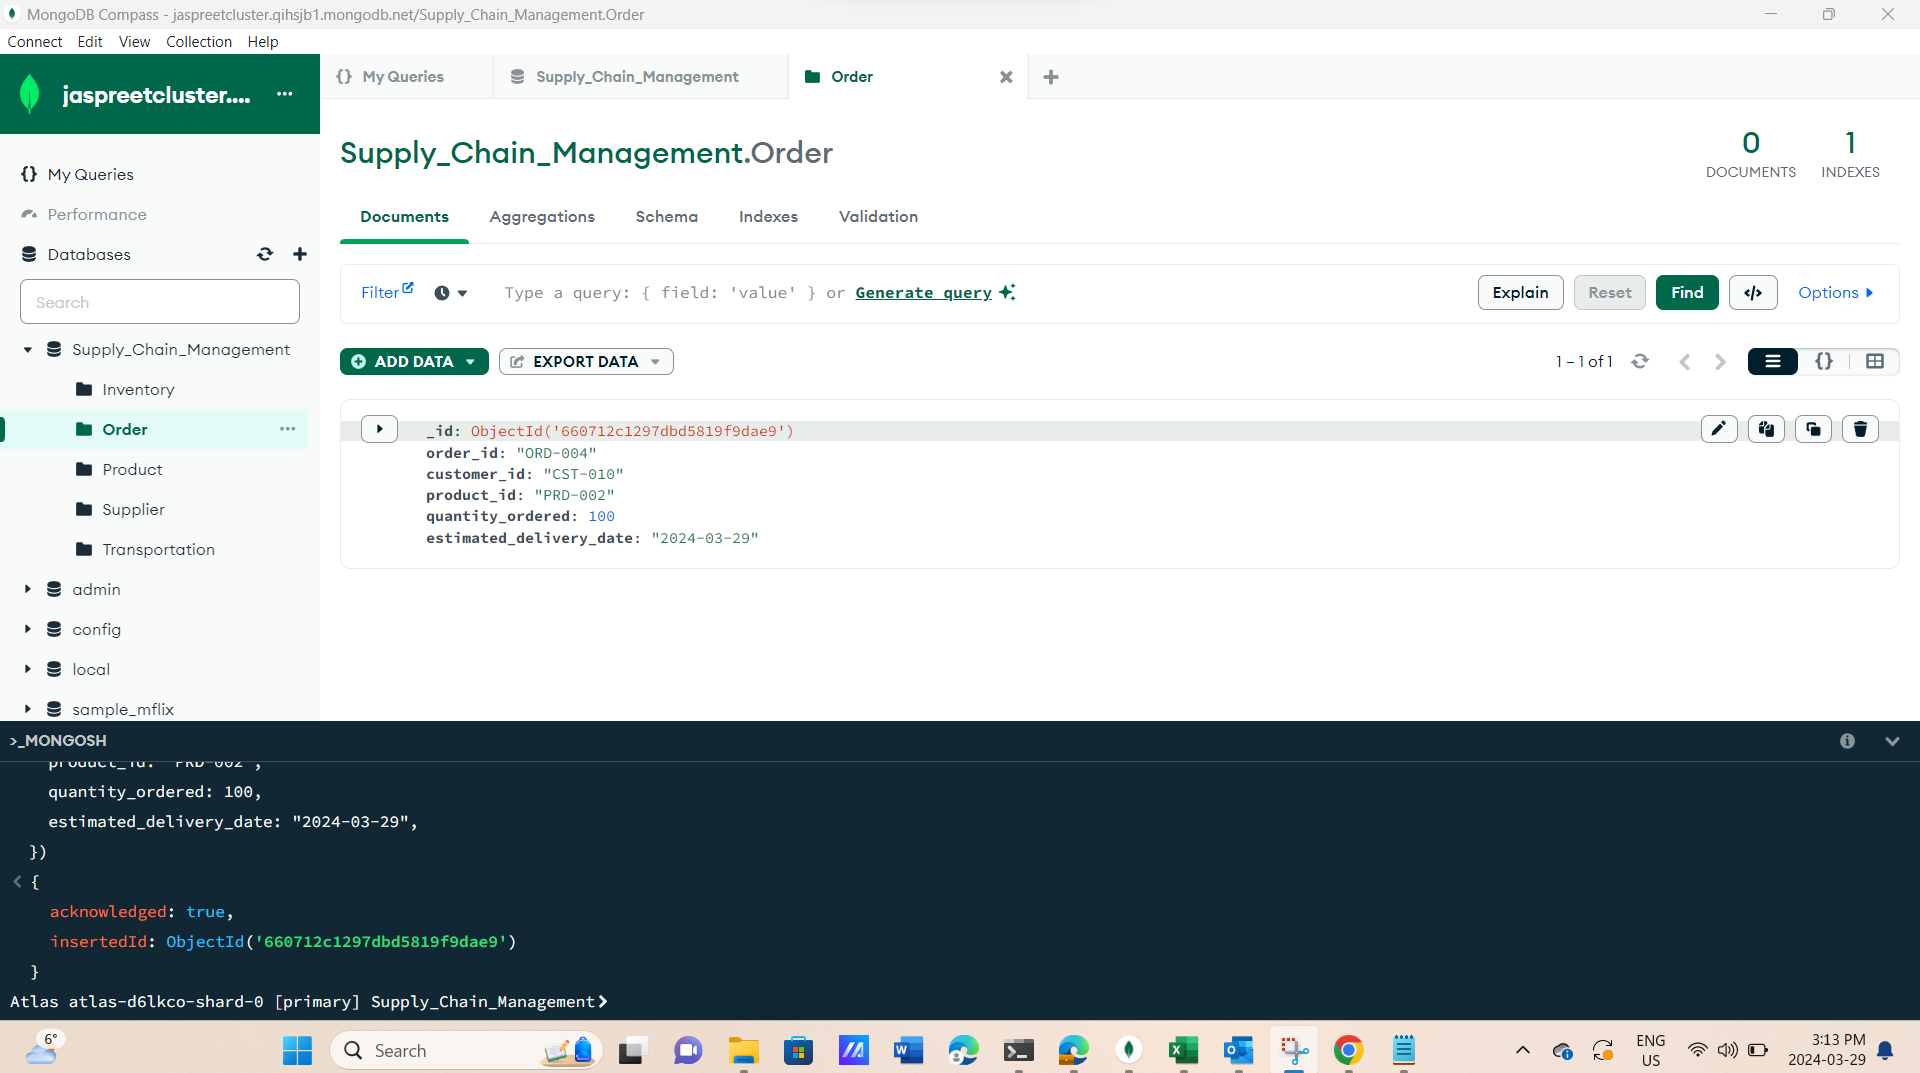 MongoDB Compass - jaspreetcluster.qihsjb1.mongodb.net/Supply_Chain_Management.Order
Connect Edit View Collection Help
jaspreetcluster....
{} My Queries
Supply_Chain_Management
Order
My Queries
Performance
Databases
Search
Supply_Chain_Management
Inventory
Order
Product
Supplier
Transportation
admin
config
local
sample_mflix
Supply_Chain_Management.Order
0
DOCUMENTS
1
INDEXES
Documents Aggregations Schema Indexes Validation
Filter
Type a query: { field: 'value' } or Generate query
Explain Reset Find </> Options
ADD DATA EXPORT DATA
1 – 1 of 1
_id: ObjectId('660712c1297dbd5819f9dae9')
order_id: "ORD-004"
customer_id: "CST-010"
product_id: "PRD-002"
quantity_ordered: 100
estimated_delivery_date: "2024-03-29"
>_MONGOSH
product_id: "PRD-002",
quantity_ordered: 100,
estimated_delivery_date: "2024-03-29",
})
< {
acknowledged: true,
insertedId: ObjectId('660712c1297dbd5819f9dae9')
}
Atlas atlas-d6lkco-shard-0 [primary] Supply_Chain_Management>
6°
Search
ENG
US
3:13 PM
2024-03-29